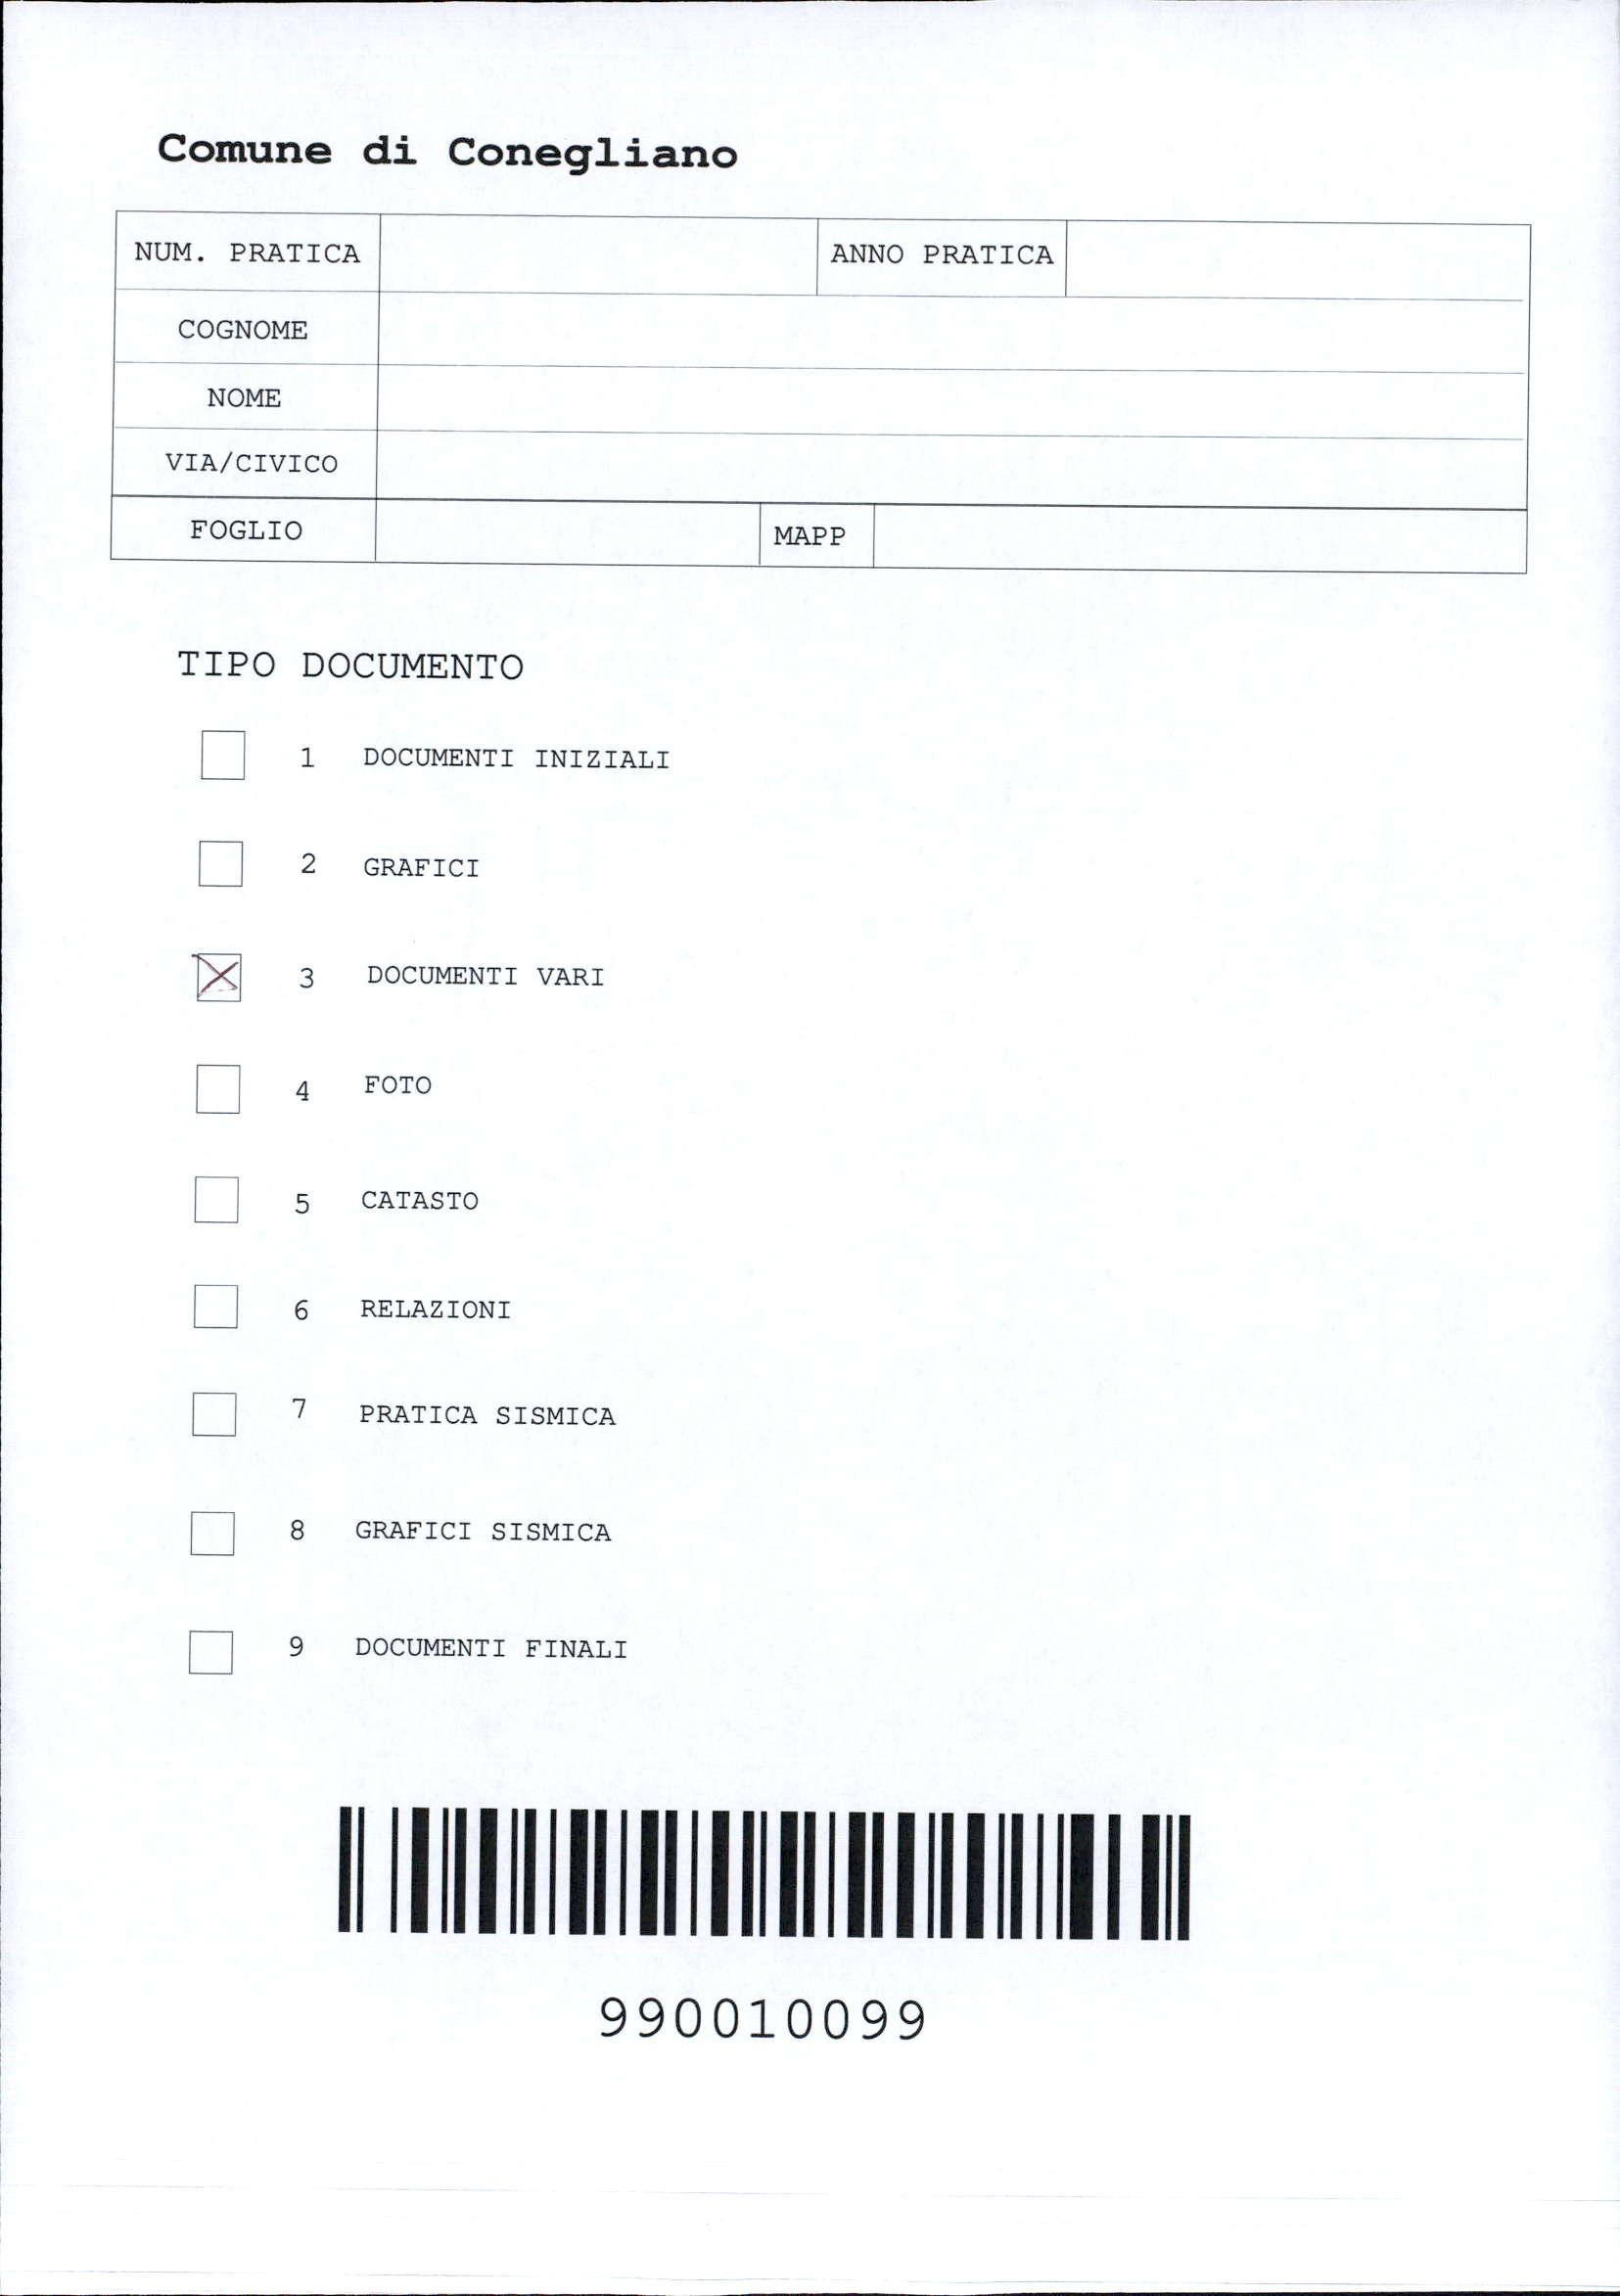 Comune di Conegliano
NUM. PRATICA ANNO PRATICA
COGNOME
NOME
VIA/CIVICO
FOGLIO MAPP
TIPO DOCUMENTO
1 DOCUMENTI INIZIALI
2 GRAFICI
3 DOCUMENTI VARI
4 FOTO
5 CATASTO
6 RELAZIONI
7 PRATICA SISMICA
8 GRAFICI SISMICA
9 DOCUMENTI FINALI
990010099